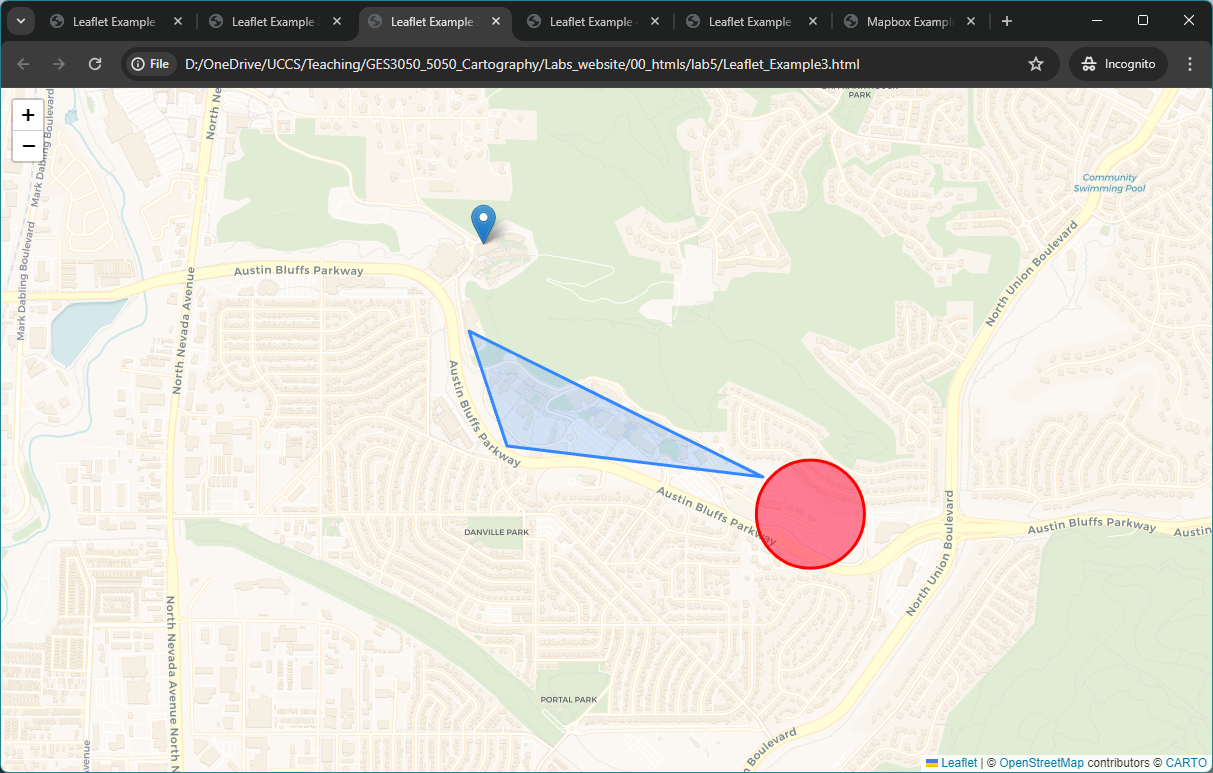 Leaflet Example
Leaflet Example
Leaflet Example
Leaflet Example
Leaflet Example
Mapbox Example
File
D:/OneDrive/UCCS/Teaching/GES3050_5050_Cartography/Labs_website/00_htmls/lab5/Leaflet_Example3.html
Incognito
+
−
North Ne
PARK
Mark Dabling Boulevard
Community
Swimming Pool
Mark Dabling Boulevard
Austin Bluffs Parkway
North Union Boulevard
North Nevada Avenue
Austin Bluffs Parkway
Austin Bluffs Parkway
Austin Bluffs Parkway
Austin
DANVILLE PARK
North Union Boulevard
North Nevada Avenue
North N
PORTAL PARK
Avenue
Boulevard
Leaflet | © OpenStreetMap contributors © CARTO